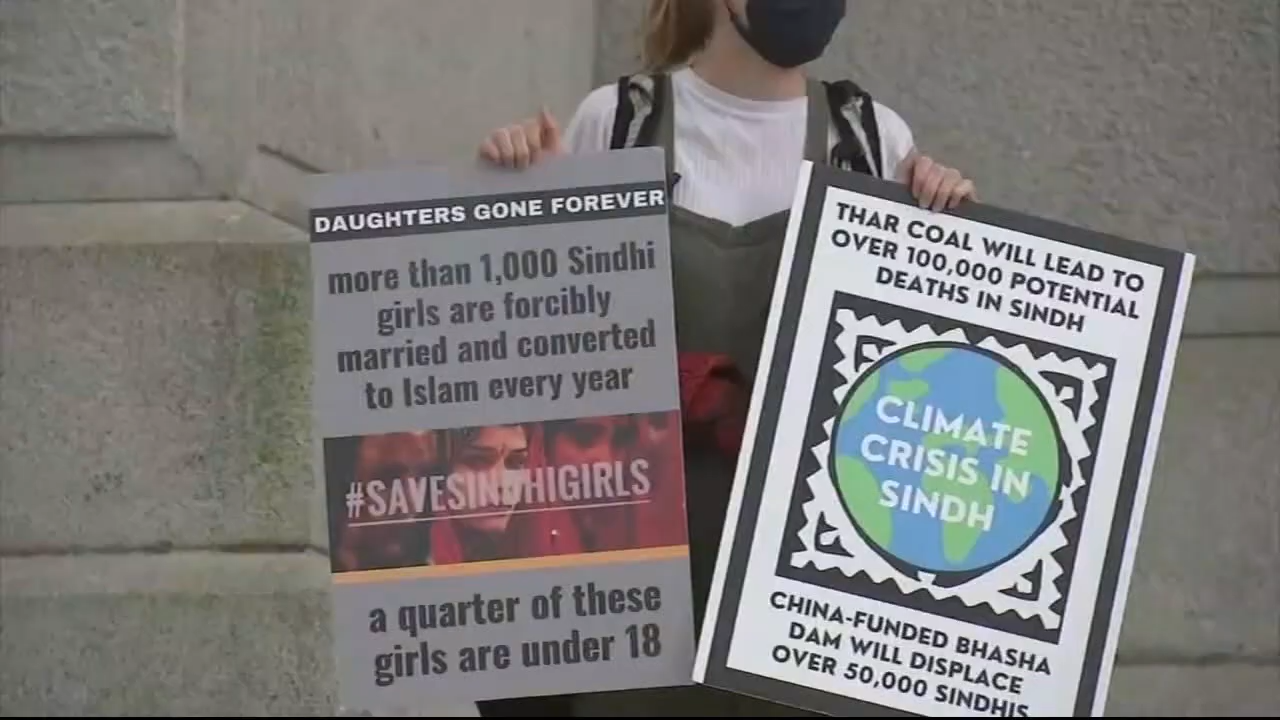 DAUGHTERS GONE FOREVER
more than 1,000 Sindhi
girls are forcibly
married and converted
to Islam every year
#SAVESINDHIGIRLS
a quarter of these
girls are under 18
THAR COAL WILL LEAD TO
OVER 100,000 POTENTIAL
DEATHS IN SINDH
CLIMATE
CRISIS IN
SINDH
CHINA-FUNDED BHASHA
DAM WILL DISPLACE
OVER 50,000 SINDHIS